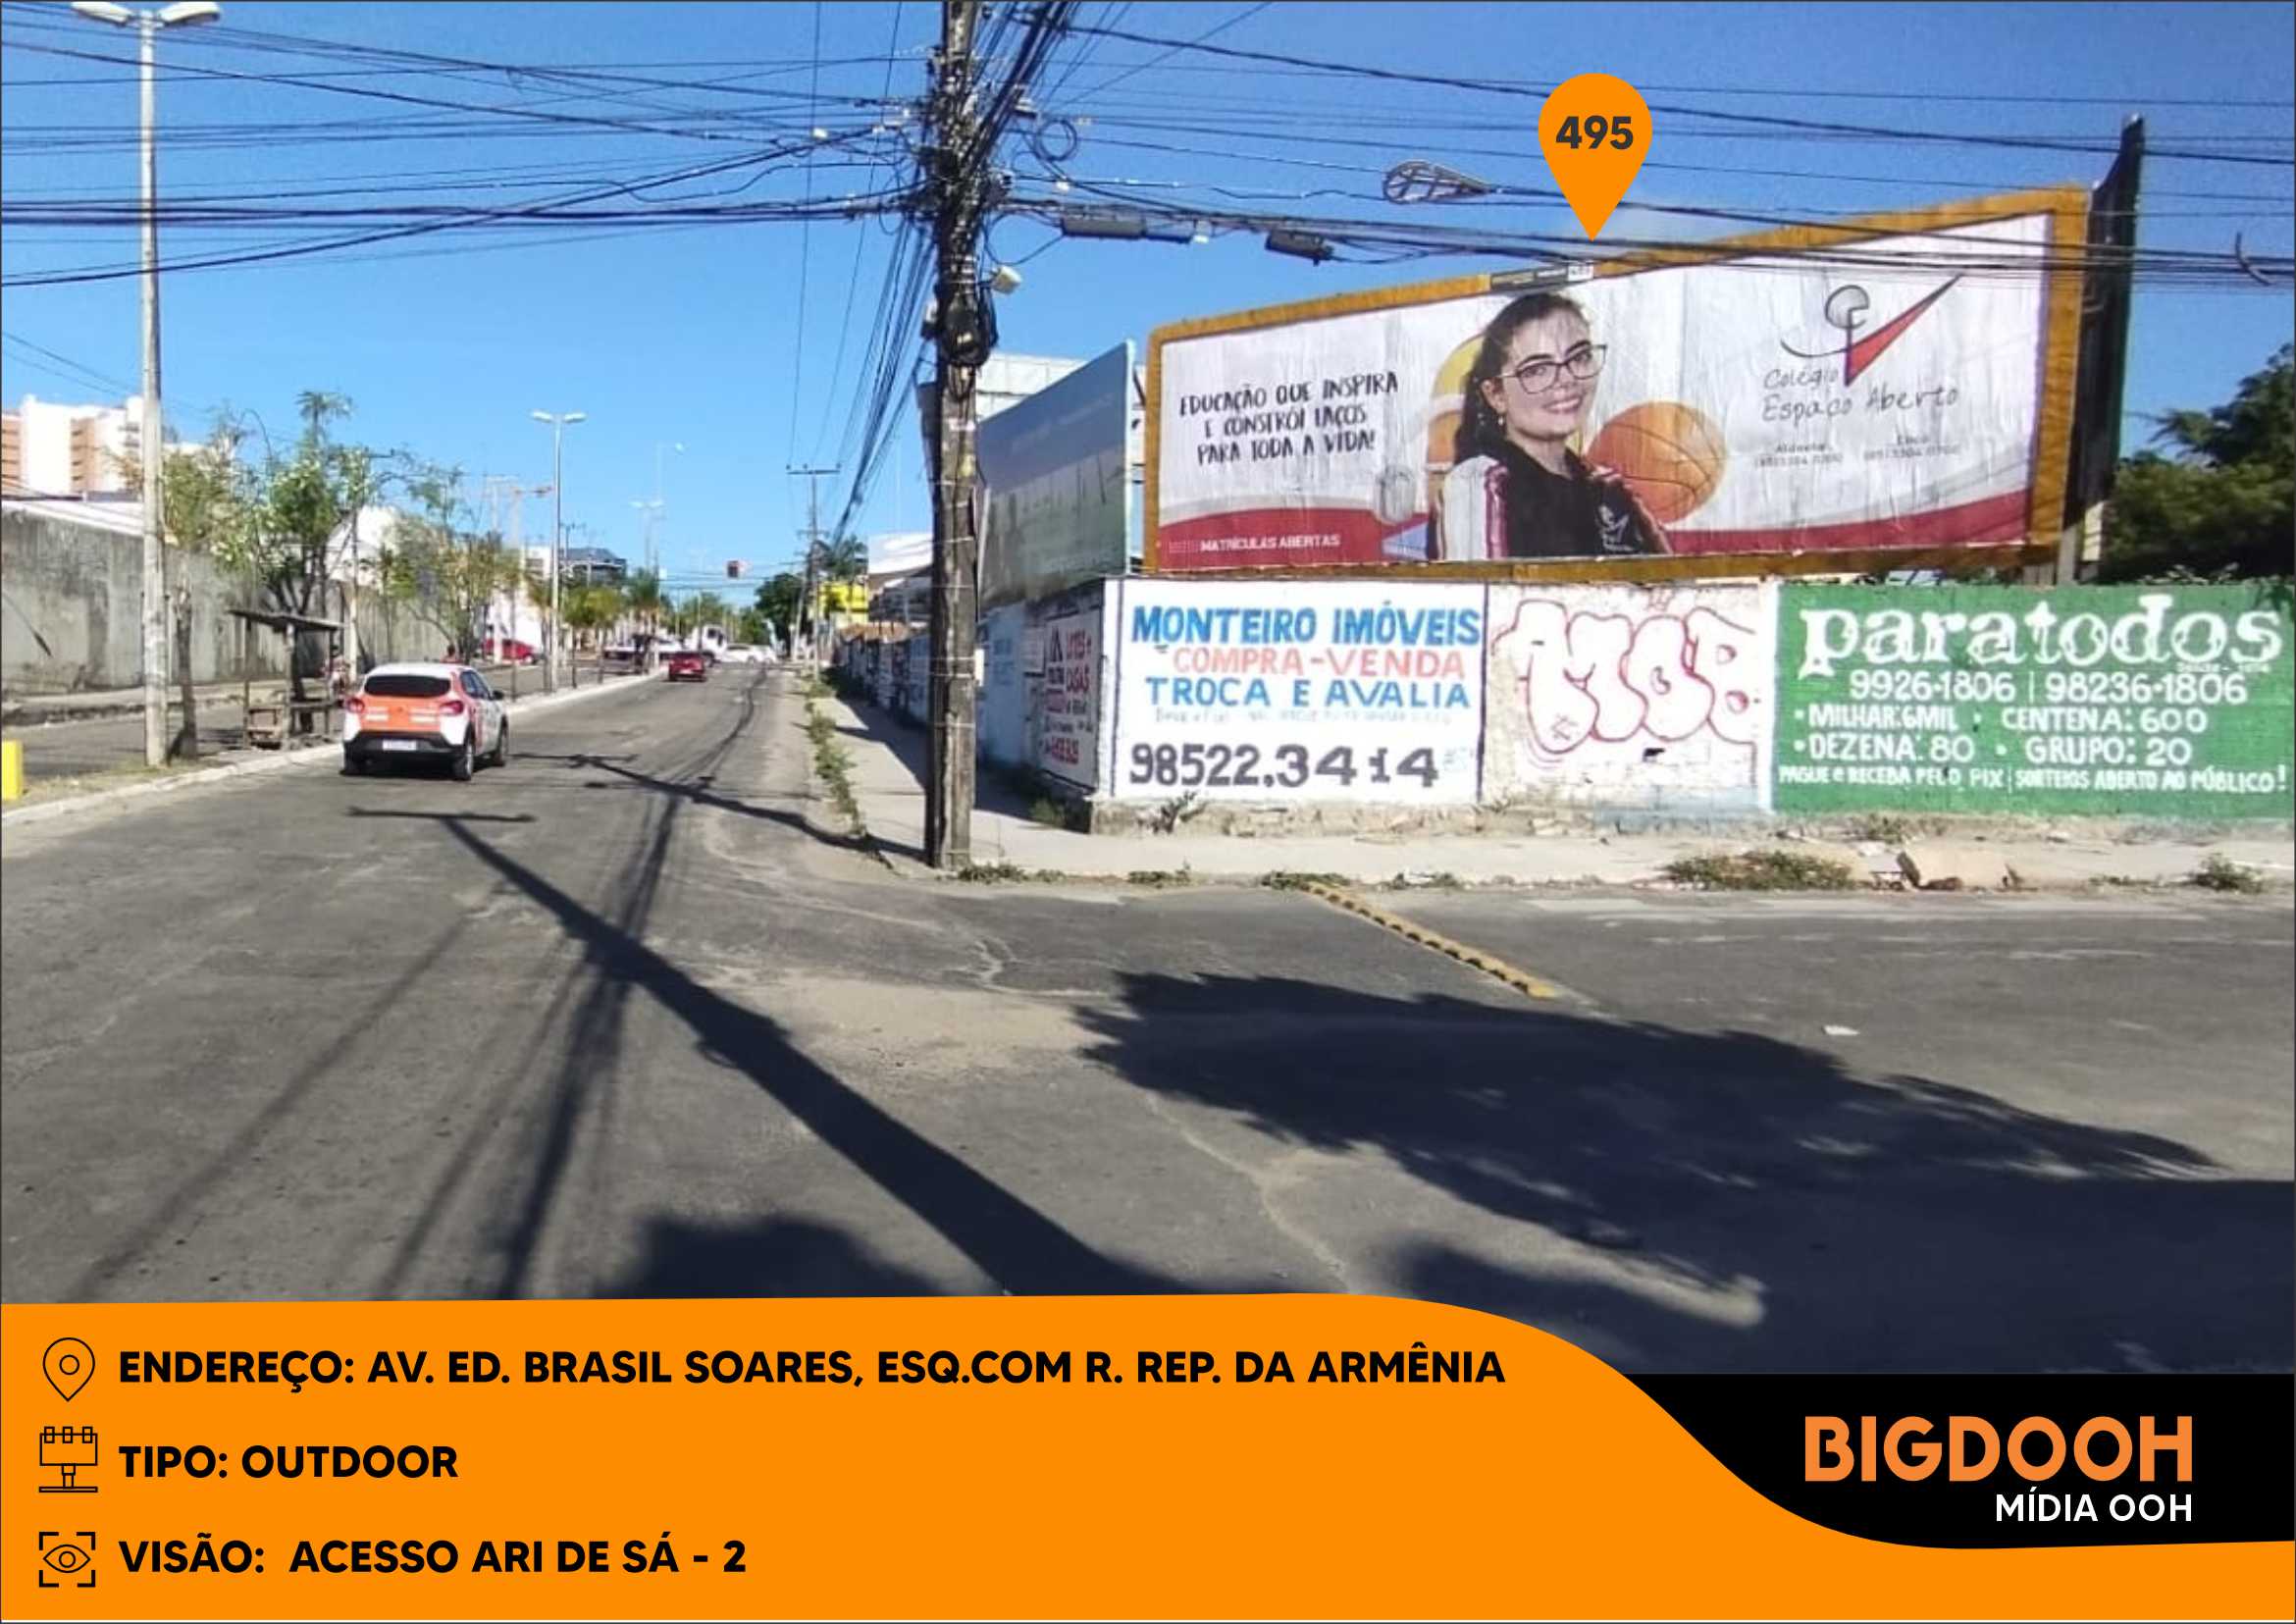 495
EDUCAÇÃO QUE INSPIRA
E CONSTRÓI LAÇOS
PARA TODA A VIDA!
Colégio
Espaço Aberto
Aldeota
MATRÍCULAS ABERTAS
MONTEIRO IMÓVEIS
COMPRA-VENDA
TROCA E AVALIA
98522.3414
paratodos
9926-1806 | 98236-1806
• MILHAR: 6MIL • CENTENA: 600
• DEZENA: 80 • GRUPO: 20
PAGUE e RECEBA PELO PIX | SORTEIOS ABERTO AO PÚBLICO!
ENDEREÇO: AV. ED. BRASIL SOARES, ESQ.COM R. REP. DA ARMÊNIA
TIPO: OUTDOOR
VISÃO: ACESSO ARI DE SÁ - 2
BIGDOOH
MÍDIA OOH